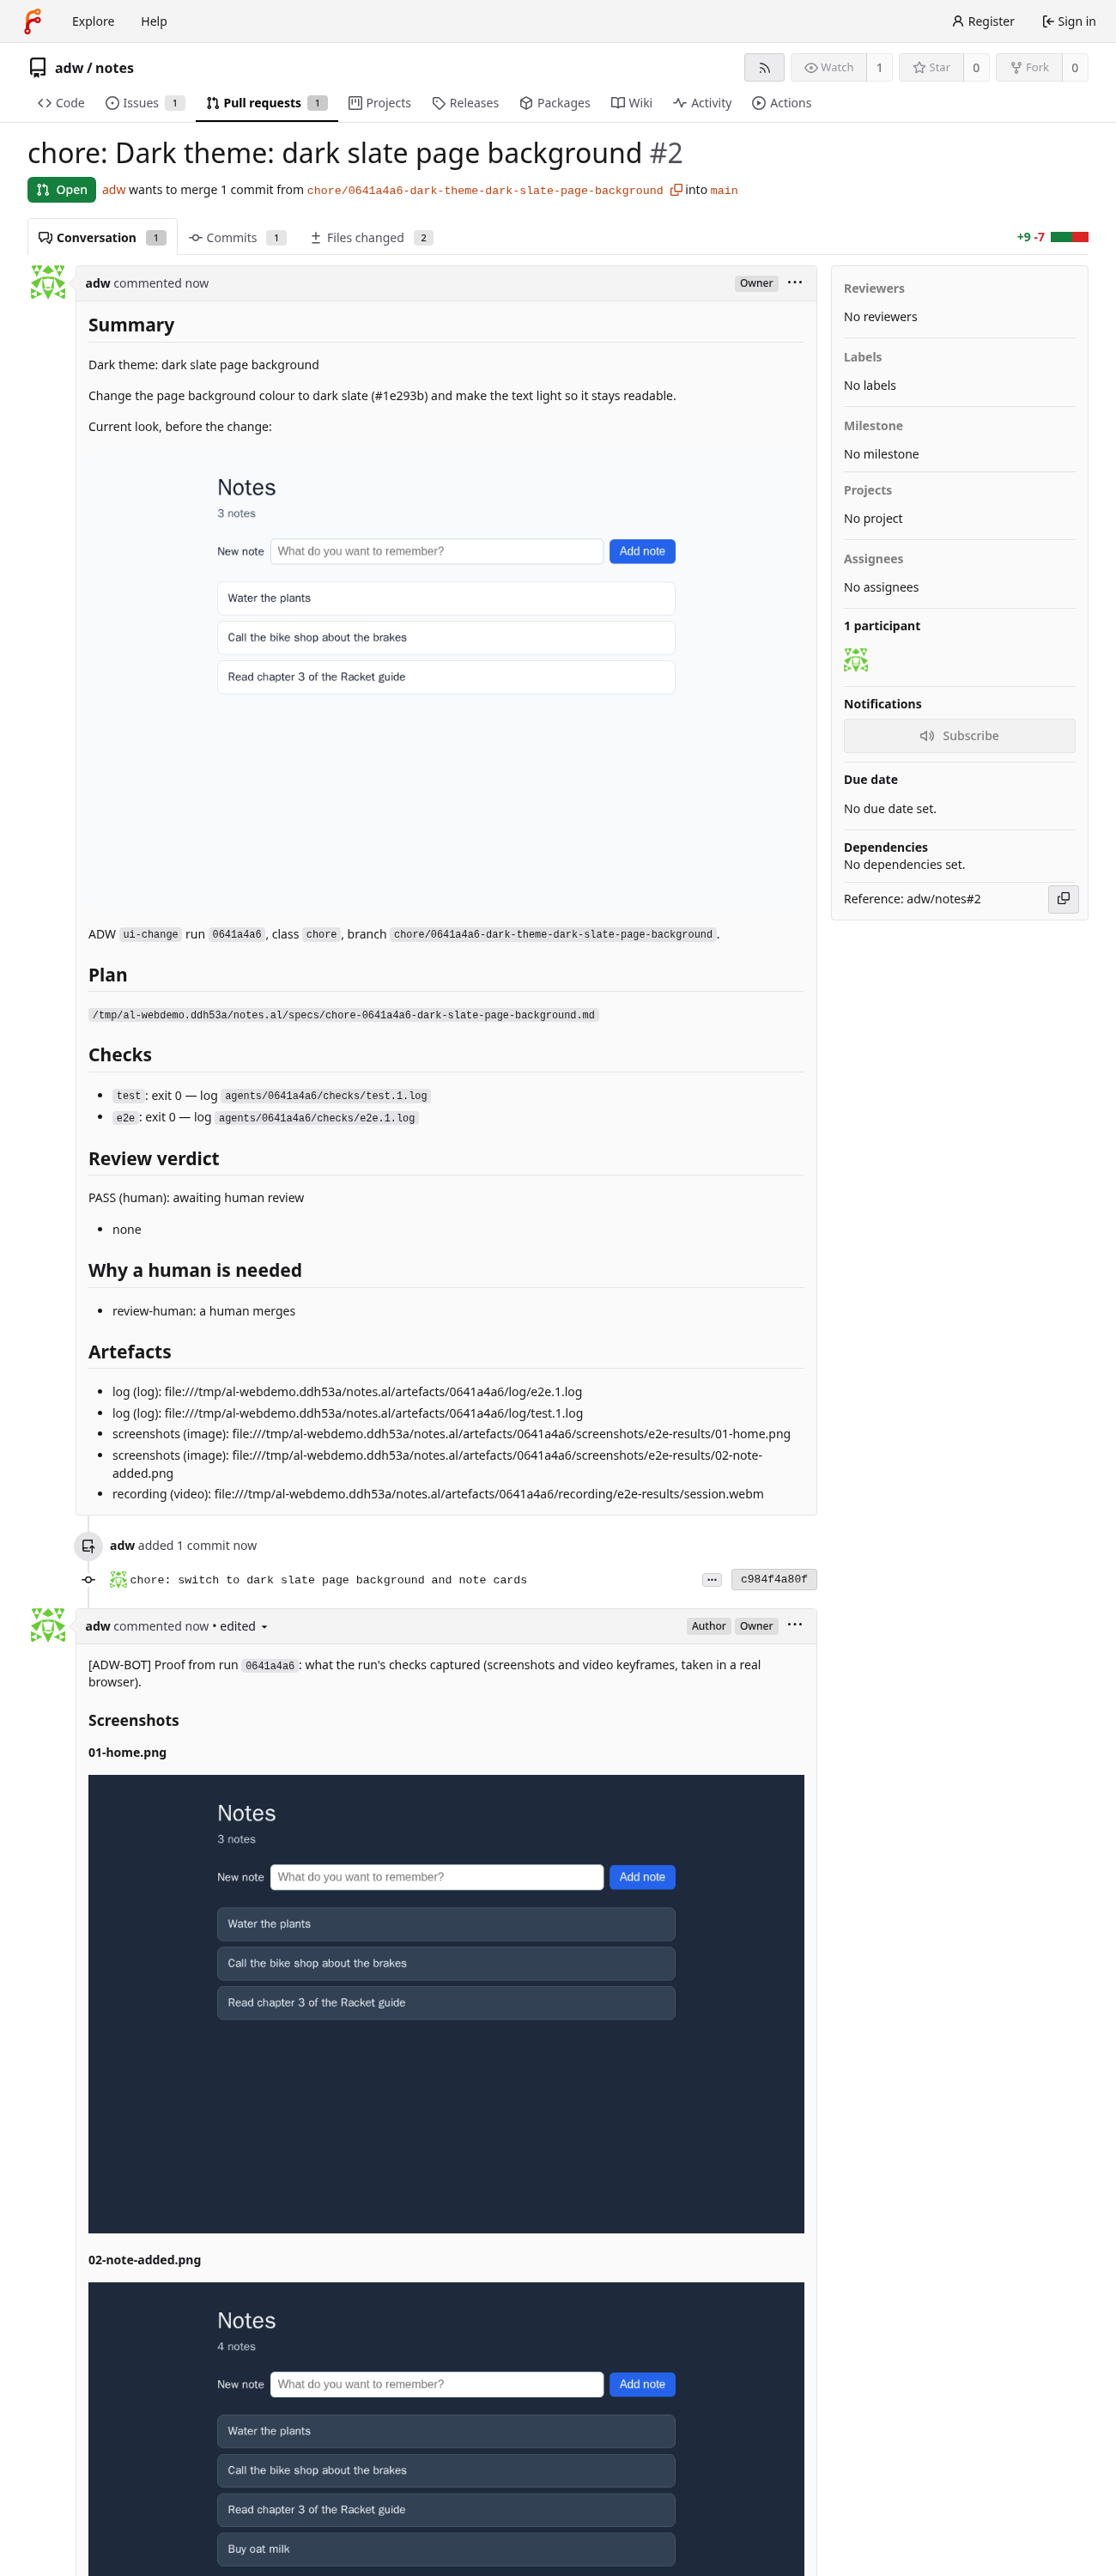 Explore Help Register Sign in
adw / notes Watch 1 Star 0 Fork 0
Code Issues 1 Pull requests 1 Projects Releases Packages Wiki Activity Actions
chore: Dark theme: dark slate page background #2
Open adw wants to merge 1 commit from chore/0641a4a6-dark-theme-dark-slate-page-background into main
Conversation 1 Commits 1 Files changed 2 +9 -7
adw commented now Owner
Summary
Dark theme: dark slate page background
Change the page background colour to dark slate (#1e293b) and make the text light so it stays readable.
Current look, before the change:
Notes
3 notes
New note What do you want to remember? Add note
Water the plants
Call the bike shop about the brakes
Read chapter 3 of the Racket guide
ADW ui-change run 0641a4a6, class chore, branch chore/0641a4a6-dark-theme-dark-slate-page-background.
Plan
/tmp/al-webdemo.ddh53a/notes.al/specs/chore-0641a4a6-dark-slate-page-background.md
Checks
test: exit 0 — log agents/0641a4a6/checks/test.1.log
e2e: exit 0 — log agents/0641a4a6/checks/e2e.1.log
Review verdict
PASS (human): awaiting human review
none
Why a human is needed
review-human: a human merges
Artefacts
log (log): file:///tmp/al-webdemo.ddh53a/notes.al/artefacts/0641a4a6/log/e2e.1.log
log (log): file:///tmp/al-webdemo.ddh53a/notes.al/artefacts/0641a4a6/log/test.1.log
screenshots (image): file:///tmp/al-webdemo.ddh53a/notes.al/artefacts/0641a4a6/screenshots/e2e-results/01-home.png
screenshots (image): file:///tmp/al-webdemo.ddh53a/notes.al/artefacts/0641a4a6/screenshots/e2e-results/02-note-
added.png
recording (video): file:///tmp/al-webdemo.ddh53a/notes.al/artefacts/0641a4a6/recording/e2e-results/session.webm
adw added 1 commit now
chore: switch to dark slate page background and note cards c984f4a80f
adw commented now • edited Author Owner
[ADW-BOT] Proof from run 0641a4a6: what the run's checks captured (screenshots and video keyframes, taken in a real
browser).
Screenshots
01-home.png
Notes
3 notes
New note What do you want to remember? Add note
Water the plants
Call the bike shop about the brakes
Read chapter 3 of the Racket guide
02-note-added.png
Notes
4 notes
New note What do you want to remember? Add note
Water the plants
Call the bike shop about the brakes
Read chapter 3 of the Racket guide
Buy oat milk
Reviewers
No reviewers
Labels
No labels
Milestone
No milestone
Projects
No project
Assignees
No assignees
1 participant
Notifications
Subscribe
Due date
No due date set.
Dependencies
No dependencies set.
Reference: adw/notes#2